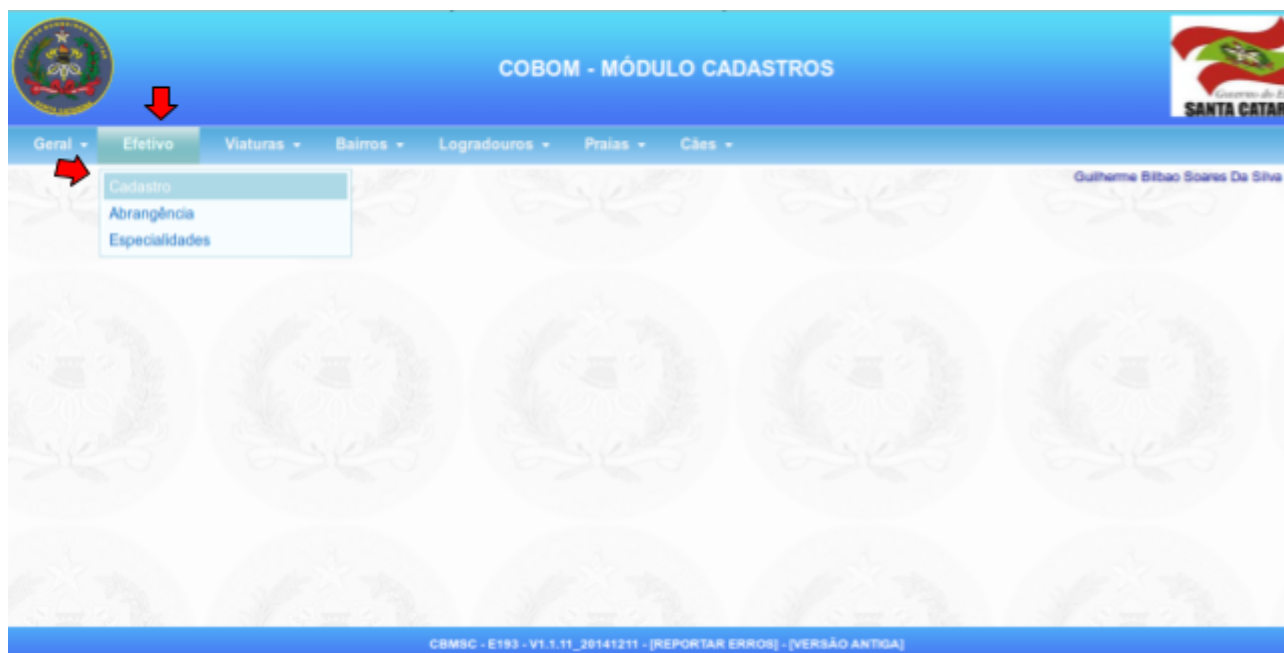 COBOM - MÓDULO CADASTROS
SANTA CATAR
Geral Efetivo Viaturas Bairros Logradouros Praias Cães
Guilherme Bilbao Soares Da Silva
Cadastro
Abrangência
Especialidades
CBMSC - E193 - V1.1.11_20141211 - [REPORTAR ERROS] - [VERSÃO ANTIGA]